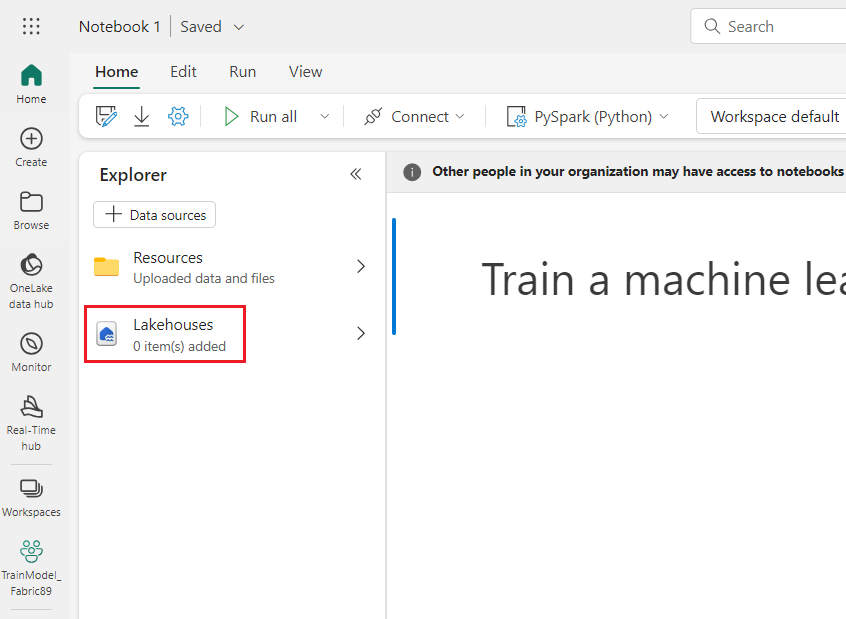 Notebook 1 | Saved
Search
Home
Create
Browse
OneLake
data hub
Monitor
Real-Time
hub
Workspaces
TrainModel_
Fabric89
Home Edit Run View
Run all Connect PySpark (Python) Workspace default
Explorer
Data sources
Resources
Uploaded data and files
Lakehouses
0 item(s) added
Other people in your organization may have access to notebooks
Train a machine lea